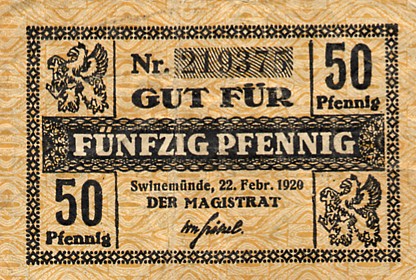 Nr. 219375
50
Pfennig
GUT FÜR
FÜNFZIG PFENNIG
50
Pfennig
Swinemünde, 22. Febr. 1920
DER MAGISTRAT